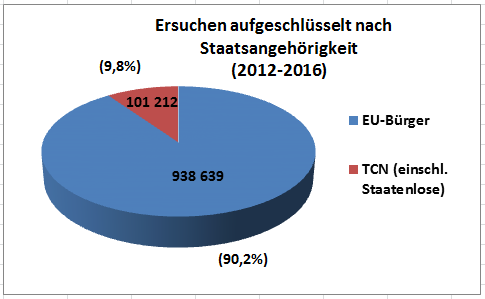 Ersuchen aufgeschlüsselt nach
Staatsangehörigkeit
(2012-2016)
(9,8%)
101 212
EU-Bürger
TCN (einschl.
Staatenlose)
938 639
(90,2%)